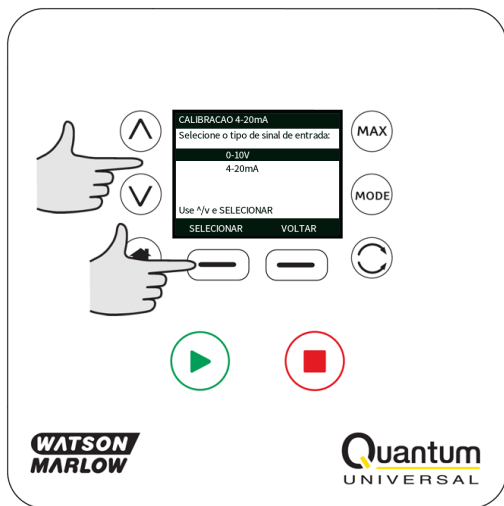 CALIBRACAO 4-20mA
Selecione o tipo de sinal de entrada:
0-10V
4-20mA
Use ^/v e SELECIONAR
SELECIONAR VOLTAR
MAX
MODE
WATSON
MARLOW
Quantum
UNIVERSAL